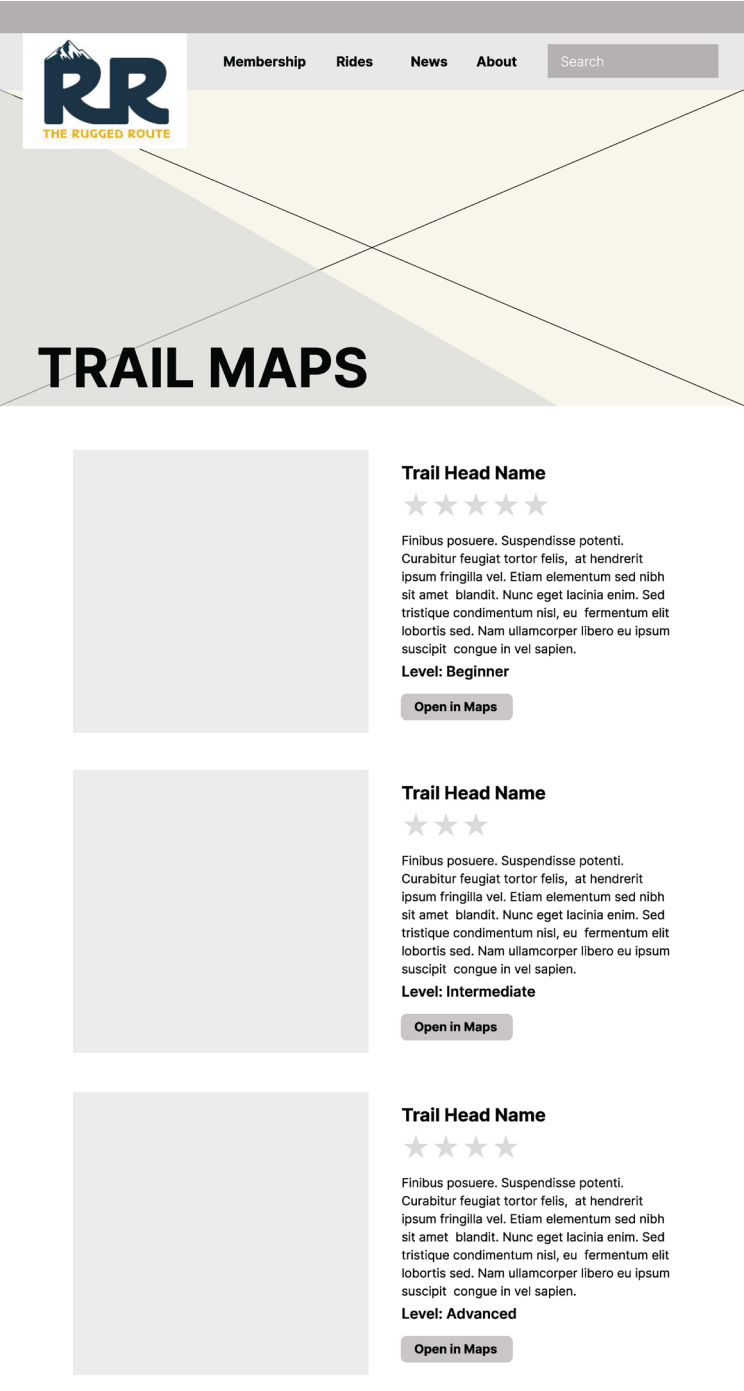 RR
THE RUGGED ROUTE
Membership Rides News About Search
TRAIL MAPS
Trail Head Name
Finibus posuere. Suspendisse potenti.
Curabitur feugiat tortor felis,  at hendrerit
ipsum fringilla vel. Etiam elementum sed nibh
sit amet  blandit. Nunc eget lacinia enim. Sed
tristique condimentum nisl, eu  fermentum elit
lobortis sed. Nam ullamcorper libero eu ipsum
suscipit  congue in vel sapien.
Level: Beginner
Open in Maps
Trail Head Name
Finibus posuere. Suspendisse potenti.
Curabitur feugiat tortor felis,  at hendrerit
ipsum fringilla vel. Etiam elementum sed nibh
sit amet  blandit. Nunc eget lacinia enim. Sed
tristique condimentum nisl, eu  fermentum elit
lobortis sed. Nam ullamcorper libero eu ipsum
suscipit  congue in vel sapien.
Level: Intermediate
Open in Maps
Trail Head Name
Finibus posuere. Suspendisse potenti.
Curabitur feugiat tortor felis,  at hendrerit
ipsum fringilla vel. Etiam elementum sed nibh
sit amet  blandit. Nunc eget lacinia enim. Sed
tristique condimentum nisl, eu  fermentum elit
lobortis sed. Nam ullamcorper libero eu ipsum
suscipit  congue in vel sapien.
Level: Advanced
Open in Maps